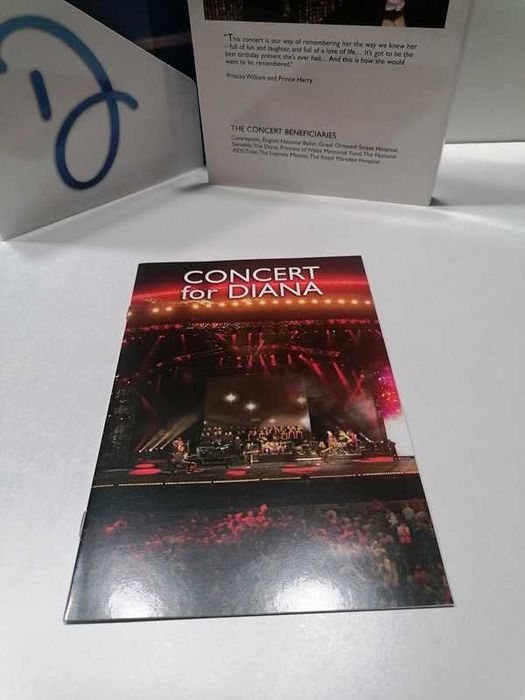 "This concert is our way of remembering her the way we knew her
- full of fun and laughter, and full of a love of life... It's got to be the
best birthday present she's ever had... And this is how she would
want to be remembered."
Princes William and Prince Harry
THE CONCERT BENEFICIARIES
Centrepoint, English National Ballet, Great Ormond Street Hospital,
Sentebale, The Diana, Princess of Wales Memorial Fund, The National
AIDS Trust, The Leprosy Mission, The Royal Marsden Hospital
CONCERT
for DIANA